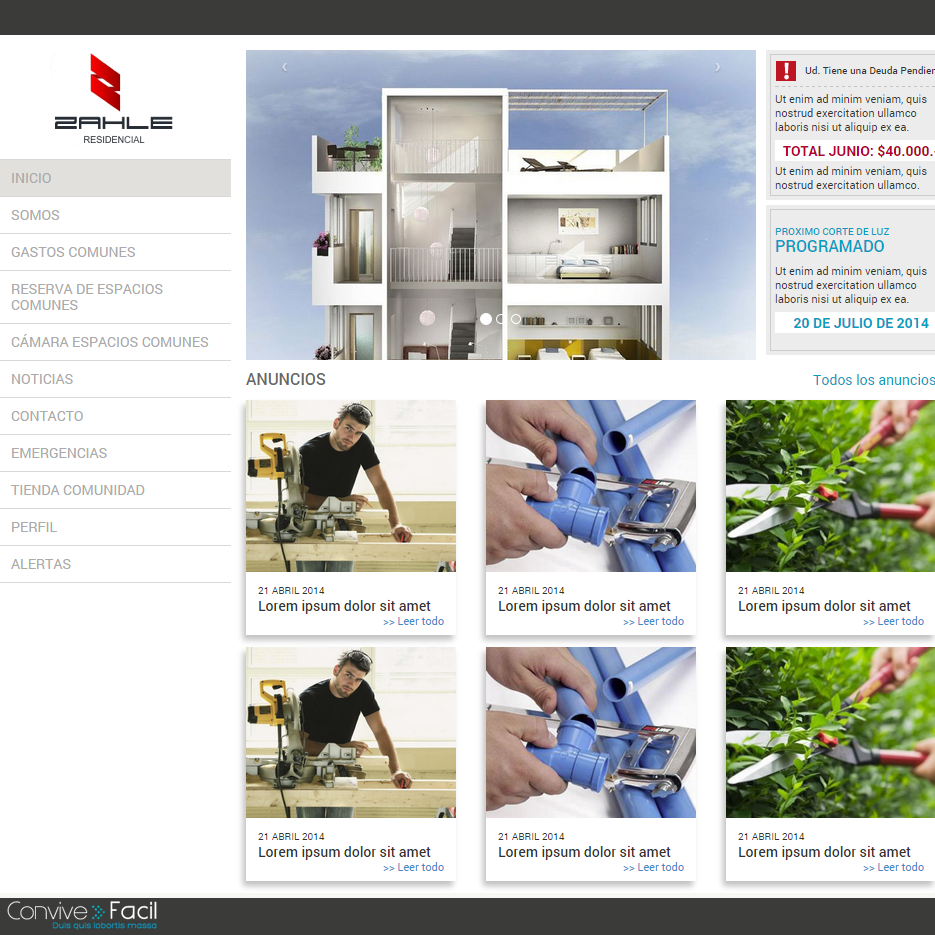 ZAHLE
RESIDENCIAL
INICIO
SOMOS
GASTOS COMUNES
RESERVA DE ESPACIOS
COMUNES
CÁMARA ESPACIOS COMUNES
NOTICIAS
CONTACTO
EMERGENCIAS
TIENDA COMUNIDAD
PERFIL
ALERTAS
Ud. Tiene una Deuda Pendien
Ut enim ad minim veniam, quis
nostrud exercitation ullamco
laboris nisi ut aliquip ex ea.
TOTAL JUNIO: $40.000.-
Ut enim ad minim veniam, quis
nostrud exercitation ullamco.
PROXIMO CORTE DE LUZ
PROGRAMADO
Ut enim ad minim veniam, quis
nostrud exercitation ullamco
laboris nisi ut aliquip ex ea.
20 DE JULIO DE 2014
ANUNCIOS
Todos los anuncios
21 ABRIL 2014
Lorem ipsum dolor sit amet
>> Leer todo
21 ABRIL 2014
Lorem ipsum dolor sit amet
>> Leer todo
21 ABRIL 2014
Lorem ipsum dolor sit amet
>> Leer todo
21 ABRIL 2014
Lorem ipsum dolor sit amet
>> Leer todo
21 ABRIL 2014
Lorem ipsum dolor sit amet
>> Leer todo
21 ABRIL 2014
Lorem ipsum dolor sit amet
>> Leer todo
Convive Facil
Duis quis lobortis massa